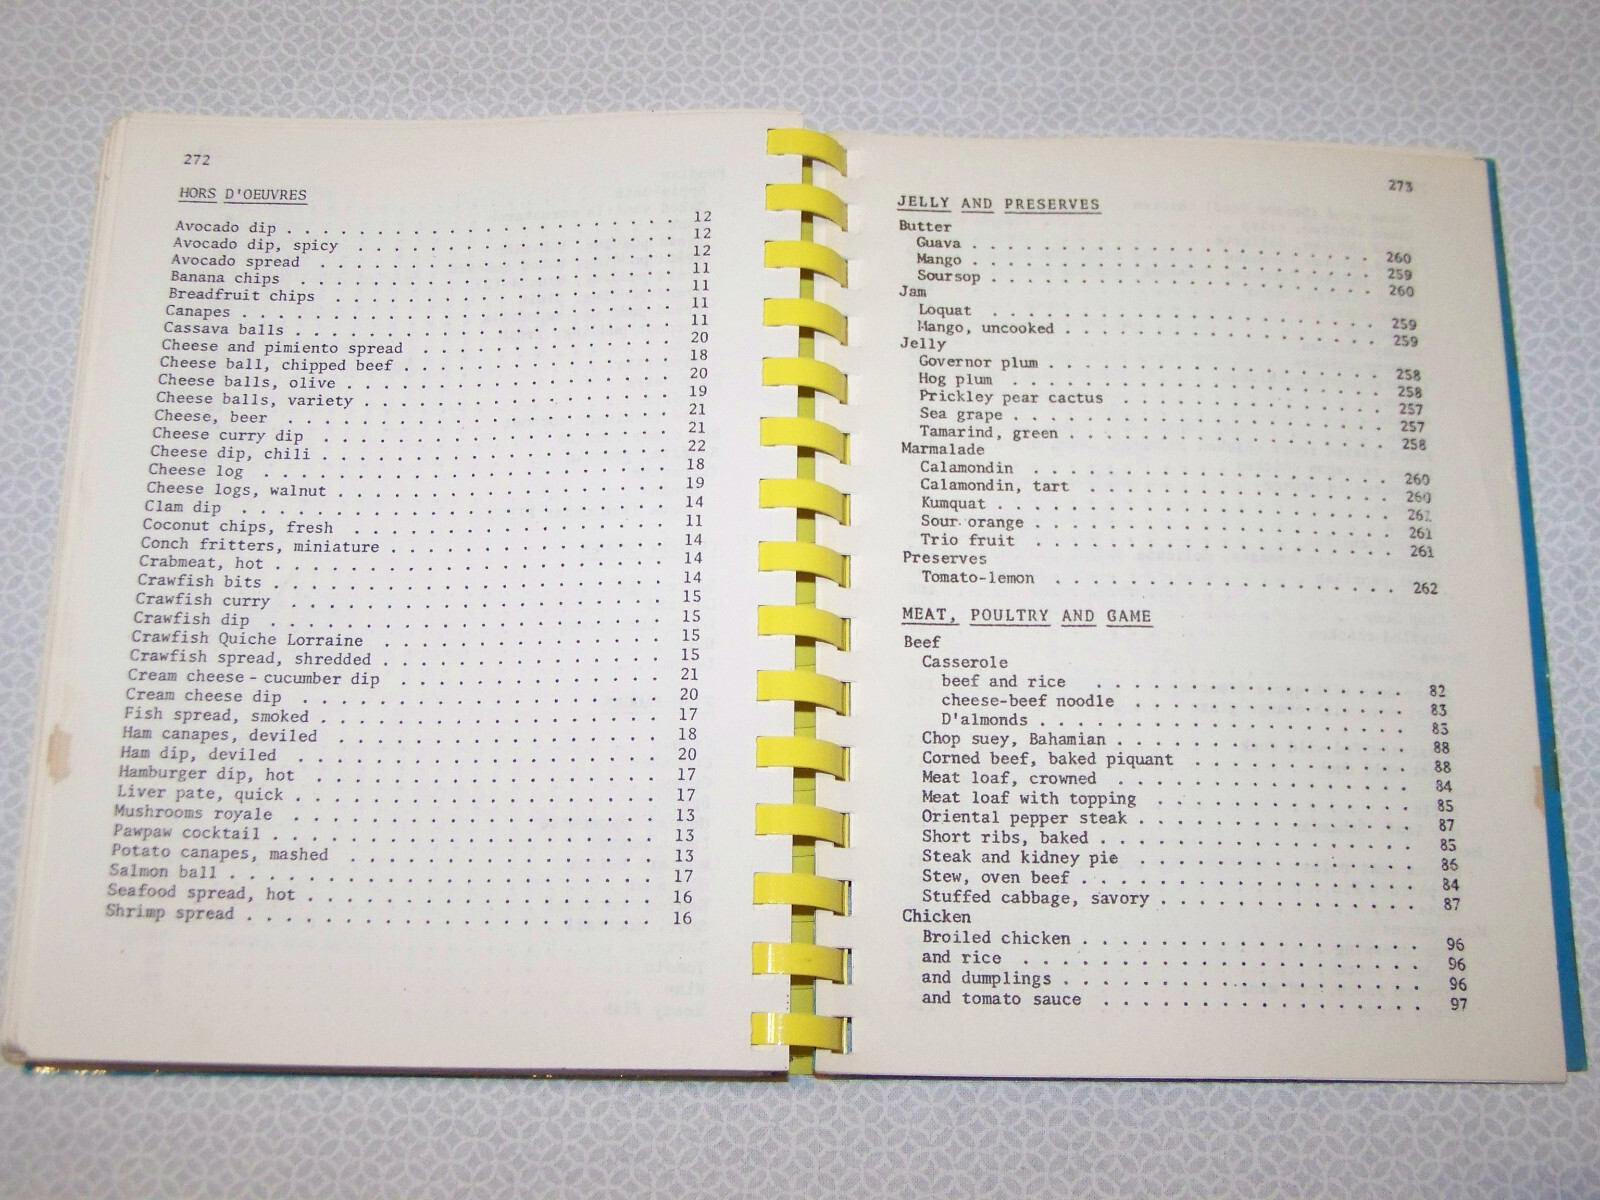 272
HORS D'OEUVRES
Avocado dip . . . . . . . . . . . . . . . . . . . . . . 12
Avocado dip, spicy . . . . . . . . . . . . . . . . . . 12
Avocado spread . . . . . . . . . . . . . . . . . . . . 12
Banana chips . . . . . . . . . . . . . . . . . . . . . 11
Breadfruit chips . . . . . . . . . . . . . . . . . . . 11
Canapes . . . . . . . . . . . . . . . . . . . . . . . . 11
Cassava balls . . . . . . . . . . . . . . . . . . . . . 11
Cheese and pimiento spread . . . . . . . . . . . . . . 20
Cheese ball, chipped beef . . . . . . . . . . . . . . . 18
Cheese balls, olive . . . . . . . . . . . . . . . . . . 20
Cheese balls, variety . . . . . . . . . . . . . . . . . 19
Cheese, beer . . . . . . . . . . . . . . . . . . . . . 21
Cheese curry dip . . . . . . . . . . . . . . . . . . . 21
Cheese dip, chili . . . . . . . . . . . . . . . . . . . 22
Cheese log . . . . . . . . . . . . . . . . . . . . . . 18
Cheese logs, walnut . . . . . . . . . . . . . . . . . . 19
Clam dip . . . . . . . . . . . . . . . . . . . . . . . 14
Coconut chips, fresh . . . . . . . . . . . . . . . . . 11
Conch fritters, miniature . . . . . . . . . . . . . . . 14
Crabmeat, hot . . . . . . . . . . . . . . . . . . . . . 14
Crawfish bits . . . . . . . . . . . . . . . . . . . . . 14
Crawfish curry . . . . . . . . . . . . . . . . . . . . 15
Crawfish dip . . . . . . . . . . . . . . . . . . . . . 15
Crawfish Quiche Lorraine . . . . . . . . . . . . . . . 15
Crawfish spread, shredded . . . . . . . . . . . . . . . 15
Cream cheese - cucumber dip . . . . . . . . . . . . . . 21
Cream cheese dip . . . . . . . . . . . . . . . . . . . 20
Fish spread, smoked . . . . . . . . . . . . . . . . . . 17
Ham canapes, deviled . . . . . . . . . . . . . . . . . 18
Ham dip, deviled . . . . . . . . . . . . . . . . . . . 20
Hamburger dip, hot . . . . . . . . . . . . . . . . . . 17
Liver pate, quick . . . . . . . . . . . . . . . . . . . 17
Mushrooms royale . . . . . . . . . . . . . . . . . . . 13
Pawpaw cocktail . . . . . . . . . . . . . . . . . . . . 13
Potato canapes, mashed . . . . . . . . . . . . . . . . 13
Salmon ball . . . . . . . . . . . . . . . . . . . . . . 17
Seafood spread, hot . . . . . . . . . . . . . . . . . . 16
Shrimp spread . . . . . . . . . . . . . . . . . . . . . 16
273
JELLY AND PRESERVES
Butter
Guava . . . . . . . . . . . . . . . . . . . . . . . 260
Mango . . . . . . . . . . . . . . . . . . . . . . . 259
Soursop . . . . . . . . . . . . . . . . . . . . . . 260
Jam
Loquat . . . . . . . . . . . . . . . . . . . . . . 259
Mango, uncooked . . . . . . . . . . . . . . . . . . 259
Jelly
Governor plum . . . . . . . . . . . . . . . . . . . 258
Hog plum . . . . . . . . . . . . . . . . . . . . . 258
Prickley pear cactus . . . . . . . . . . . . . . . 257
Sea grape . . . . . . . . . . . . . . . . . . . . . 257
Tamarind, green . . . . . . . . . . . . . . . . . . 258
Marmalade
Calamondin . . . . . . . . . . . . . . . . . . . . 260
Calamondin, tart . . . . . . . . . . . . . . . . . 260
Kumquat . . . . . . . . . . . . . . . . . . . . . .
Sour orange . . . . . . . . . . . . . . . . . . . . 261
Trio fruit . . . . . . . . . . . . . . . . . . . . 261
Preserves
Tomato-lemon . . . . . . . . . . . . . . . . . . . 262
MEAT, POULTRY AND GAME
Beef
Casserole
beef and rice . . . . . . . . . . . . . . . . . 82
cheese-beef noodle . . . . . . . . . . . . . . 83
D'almonds . . . . . . . . . . . . . . . . . . . 83
Chop suey, Bahamian . . . . . . . . . . . . . . . . 88
Corned beef, baked piquant . . . . . . . . . . . . 88
Meat loaf, crowned . . . . . . . . . . . . . . . . 84
Meat loaf with topping . . . . . . . . . . . . . . 85
Oriental pepper steak . . . . . . . . . . . . . . . 87
Short ribs, baked . . . . . . . . . . . . . . . . . 85
Steak and kidney pie . . . . . . . . . . . . . . . 86
Stew, oven beef . . . . . . . . . . . . . . . . . . 84
Stuffed cabbage, savory . . . . . . . . . . . . . . 87
Chicken
Broiled chicken . . . . . . . . . . . . . . . . . . 96
and rice . . . . . . . . . . . . . . . . . . . . . 96
and dumplings . . . . . . . . . . . . . . . . . . . 96
and tomato sauce . . . . . . . . . . . . . . . . . 97